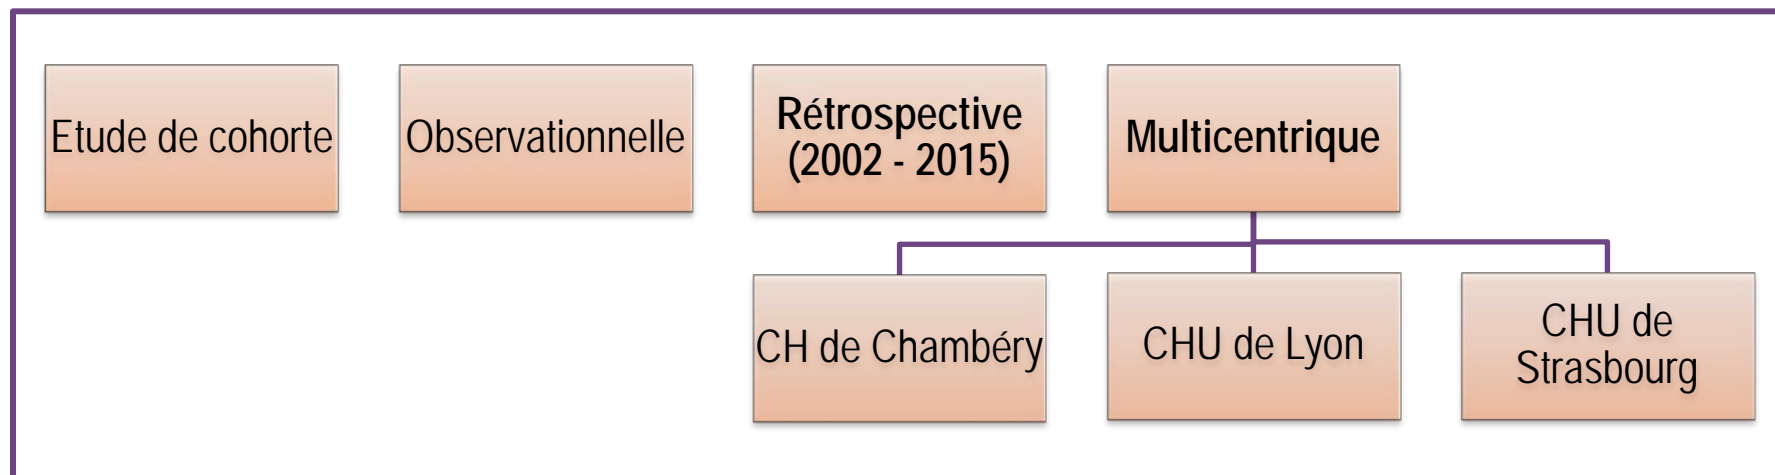 Etude de cohorte
Observationnelle
Rétrospective
(2002 - 2015)
Multicentrique
CH de Chambéry
CHU de Lyon
CHU de
Strasbourg